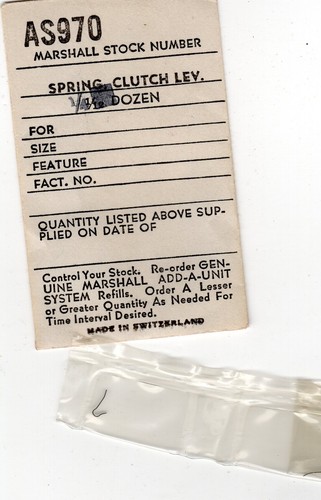 AS970
MARSHALL STOCK NUMBER
SPRING, CLUTCH LEV.
DOZEN
FOR
SIZE
FEATURE
FACT. NO.
QUANTITY LISTED ABOVE SUP-
PLIED ON DATE OF
Control Your Stock. Re-order GEN-
UINE MARSHALL ADD-A-UNIT
SYSTEM Refills. Order A Lesser
or Greater Quantity As Needed For
Time Interval Desired.
MADE IN SWITZERLAND